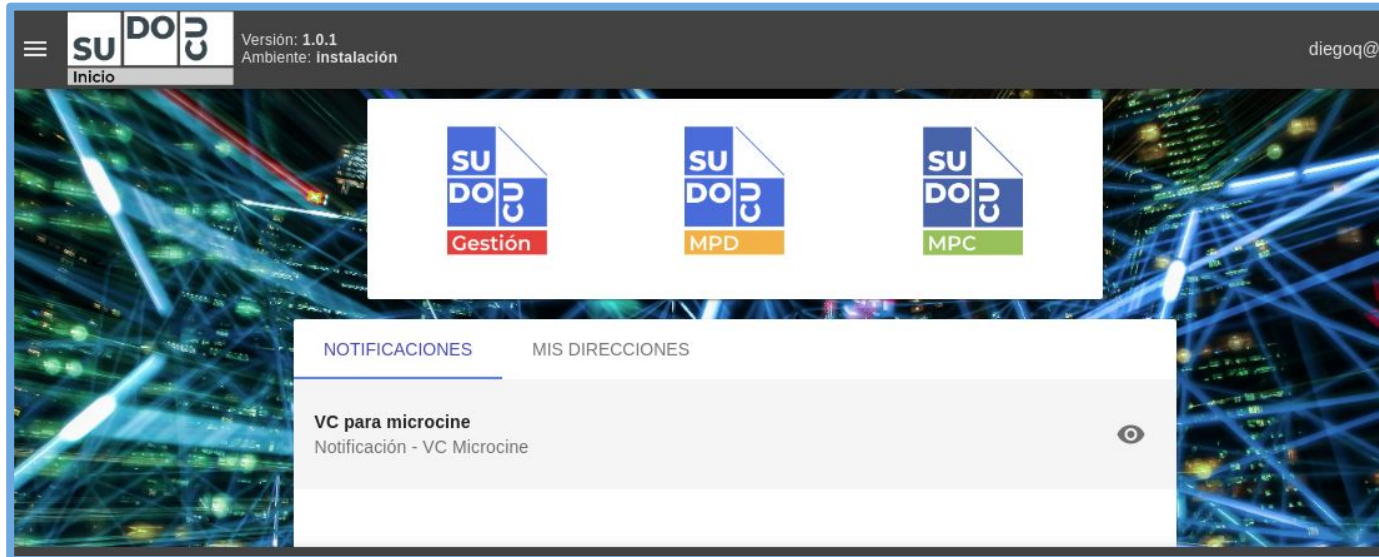 SU DO CU
Inicio
Versión: 1.0.1
Ambiente: instalación
diegoq@
SU
DO CU
Gestión
SU
DO CU
MPD
SU
DO CU
MPC
NOTIFICACIONES MIS DIRECCIONES
VC para microcine
Notificación - VC Microcine